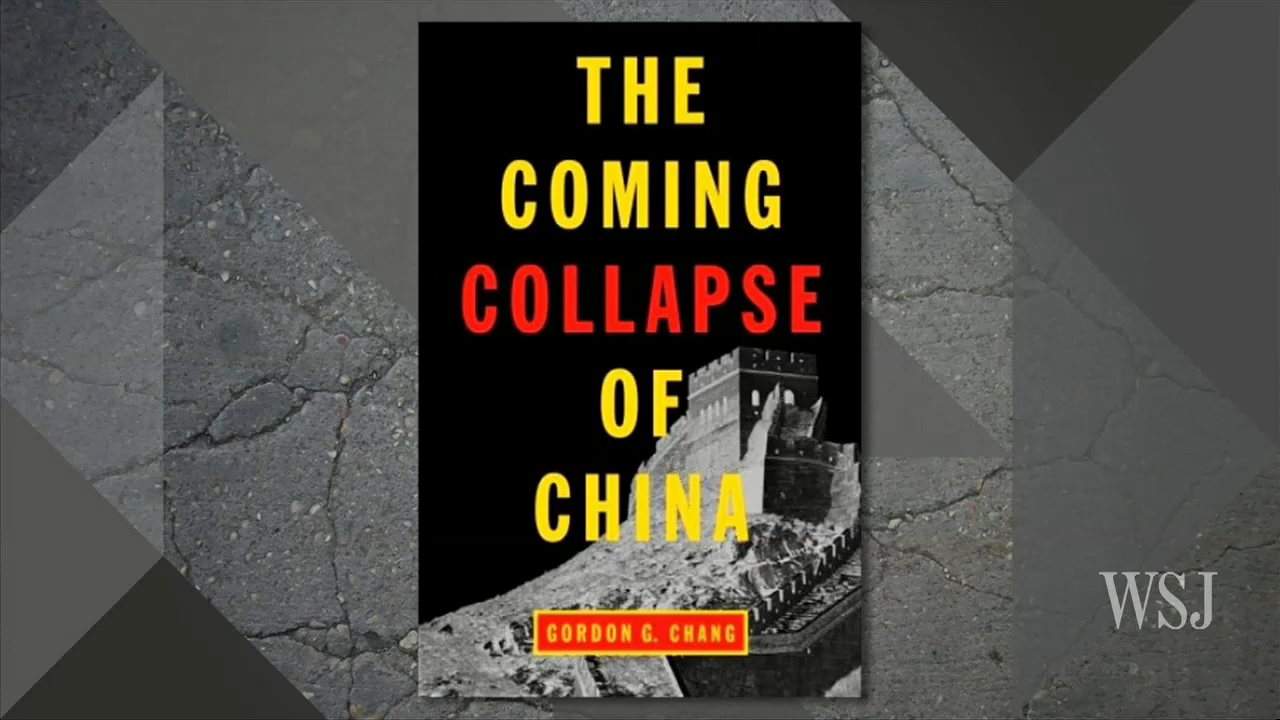 THE
COMING
COLLAPSE
OF
CHINA
GORDON G. CHANG
WSJ